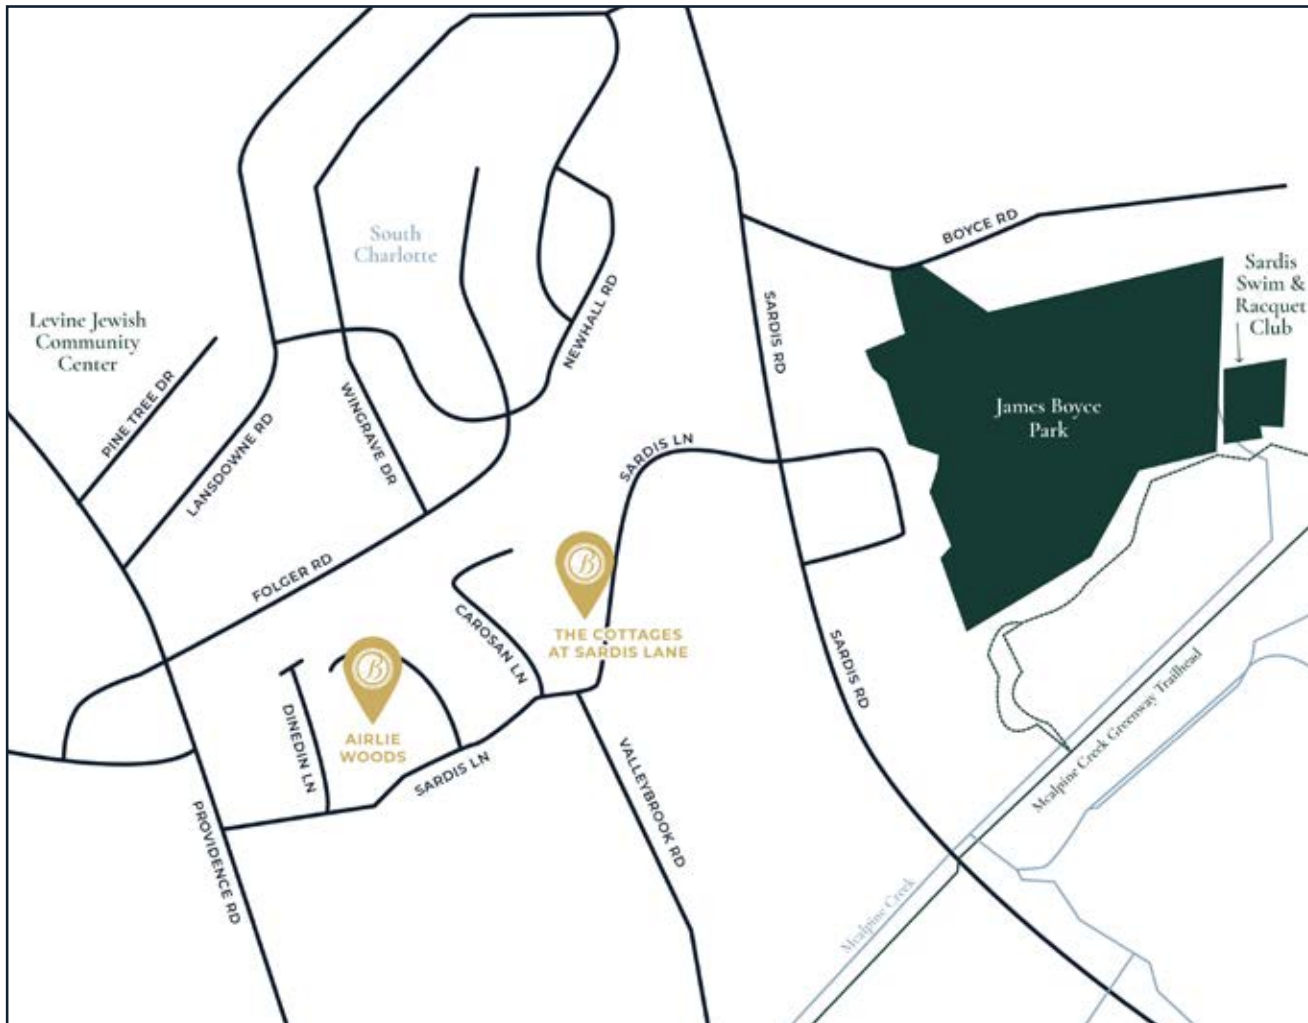 South
Charlotte
BOYCE RD
Sardis
Swim &
Racquet
Club
Levine Jewish
Community
Center
PINE TREE DR
LANSDOWNE RD
WINGRAVE DR
NEWHALL RD
SARDIS RD
James Boyce
Park
SARDIS LN
FOLGER RD
B
THE COTTAGES
AT SARDIS LANE
CAROSAN LN
B
AIRLIE
WOODS
DINEDIN LN
SARDIS LN
SARDIS RD
VALLEYBROOK RD
PROVIDENCE RD
Mcalpine Creek Greenway Trailhead
Mcalpine Creek